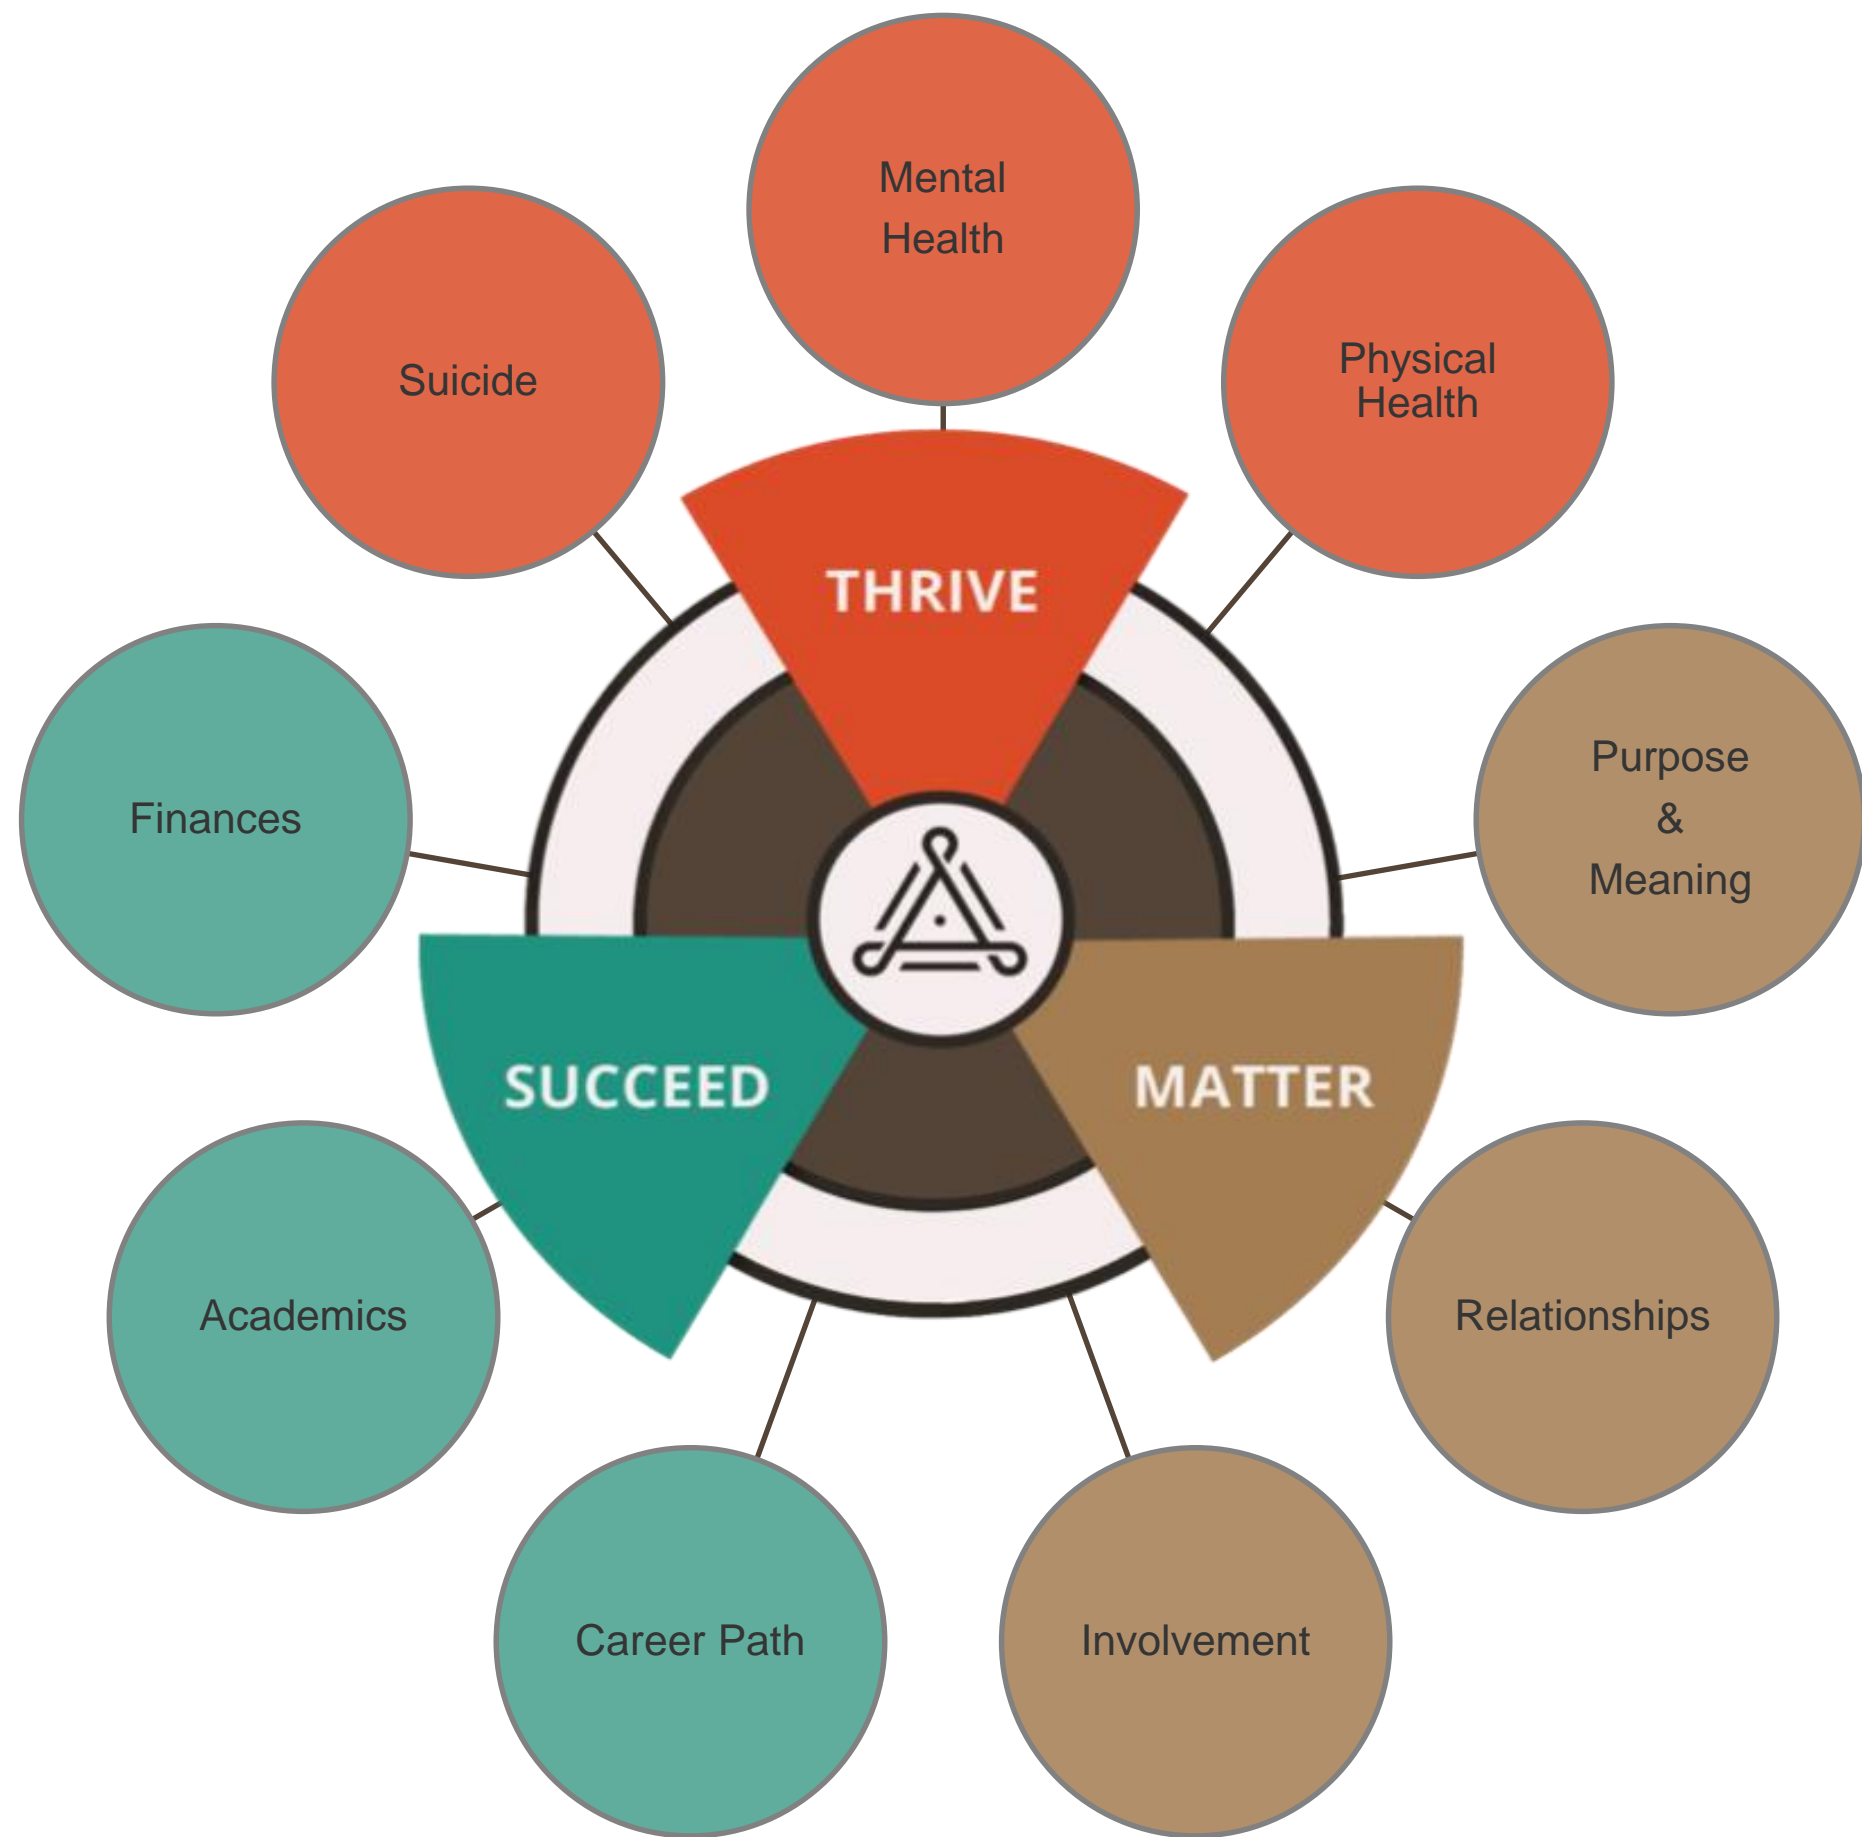 Mental
Health
Suicide
Physical
Health
THRIVE
Finances
Purpose
&
Meaning
SUCCEED
MATTER
Academics
Relationships
Career Path
Involvement